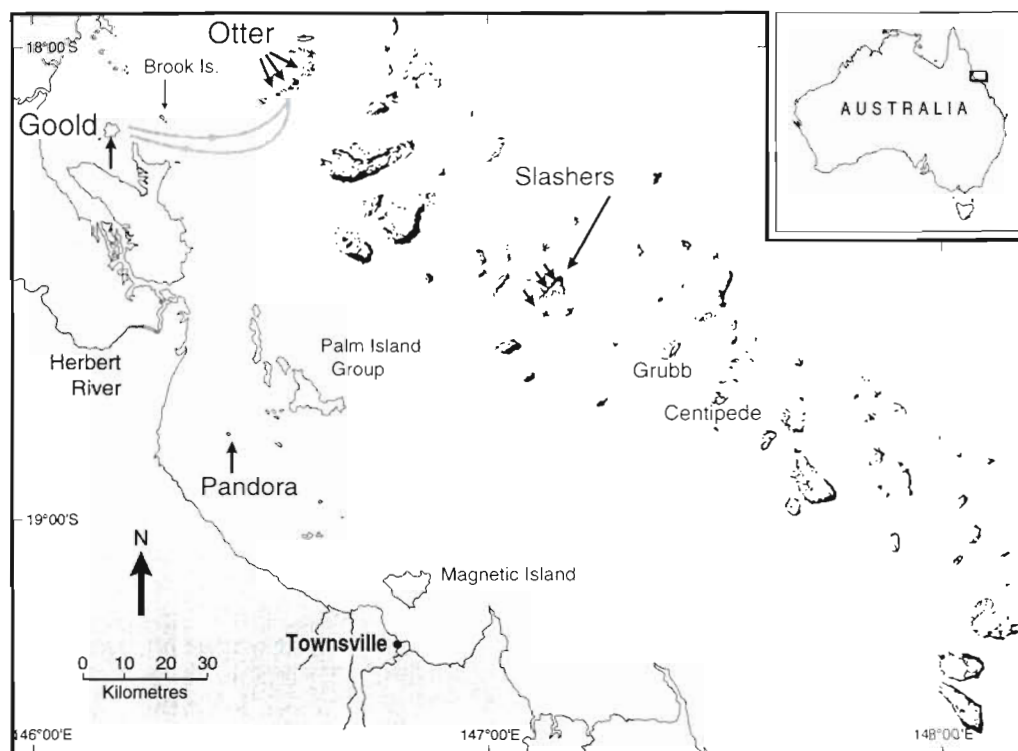 18°00'S
Otter
Brook Is.
Goold
AUSTRALIA
Slashers
Herbert
River
Palm Island
Group
Grubb
Centipede
Pandora
19°00'S
N
Magnetic Island
Townsville
0 10 20 30
Kilometres
146°00'E
147°00'E
148°00'E